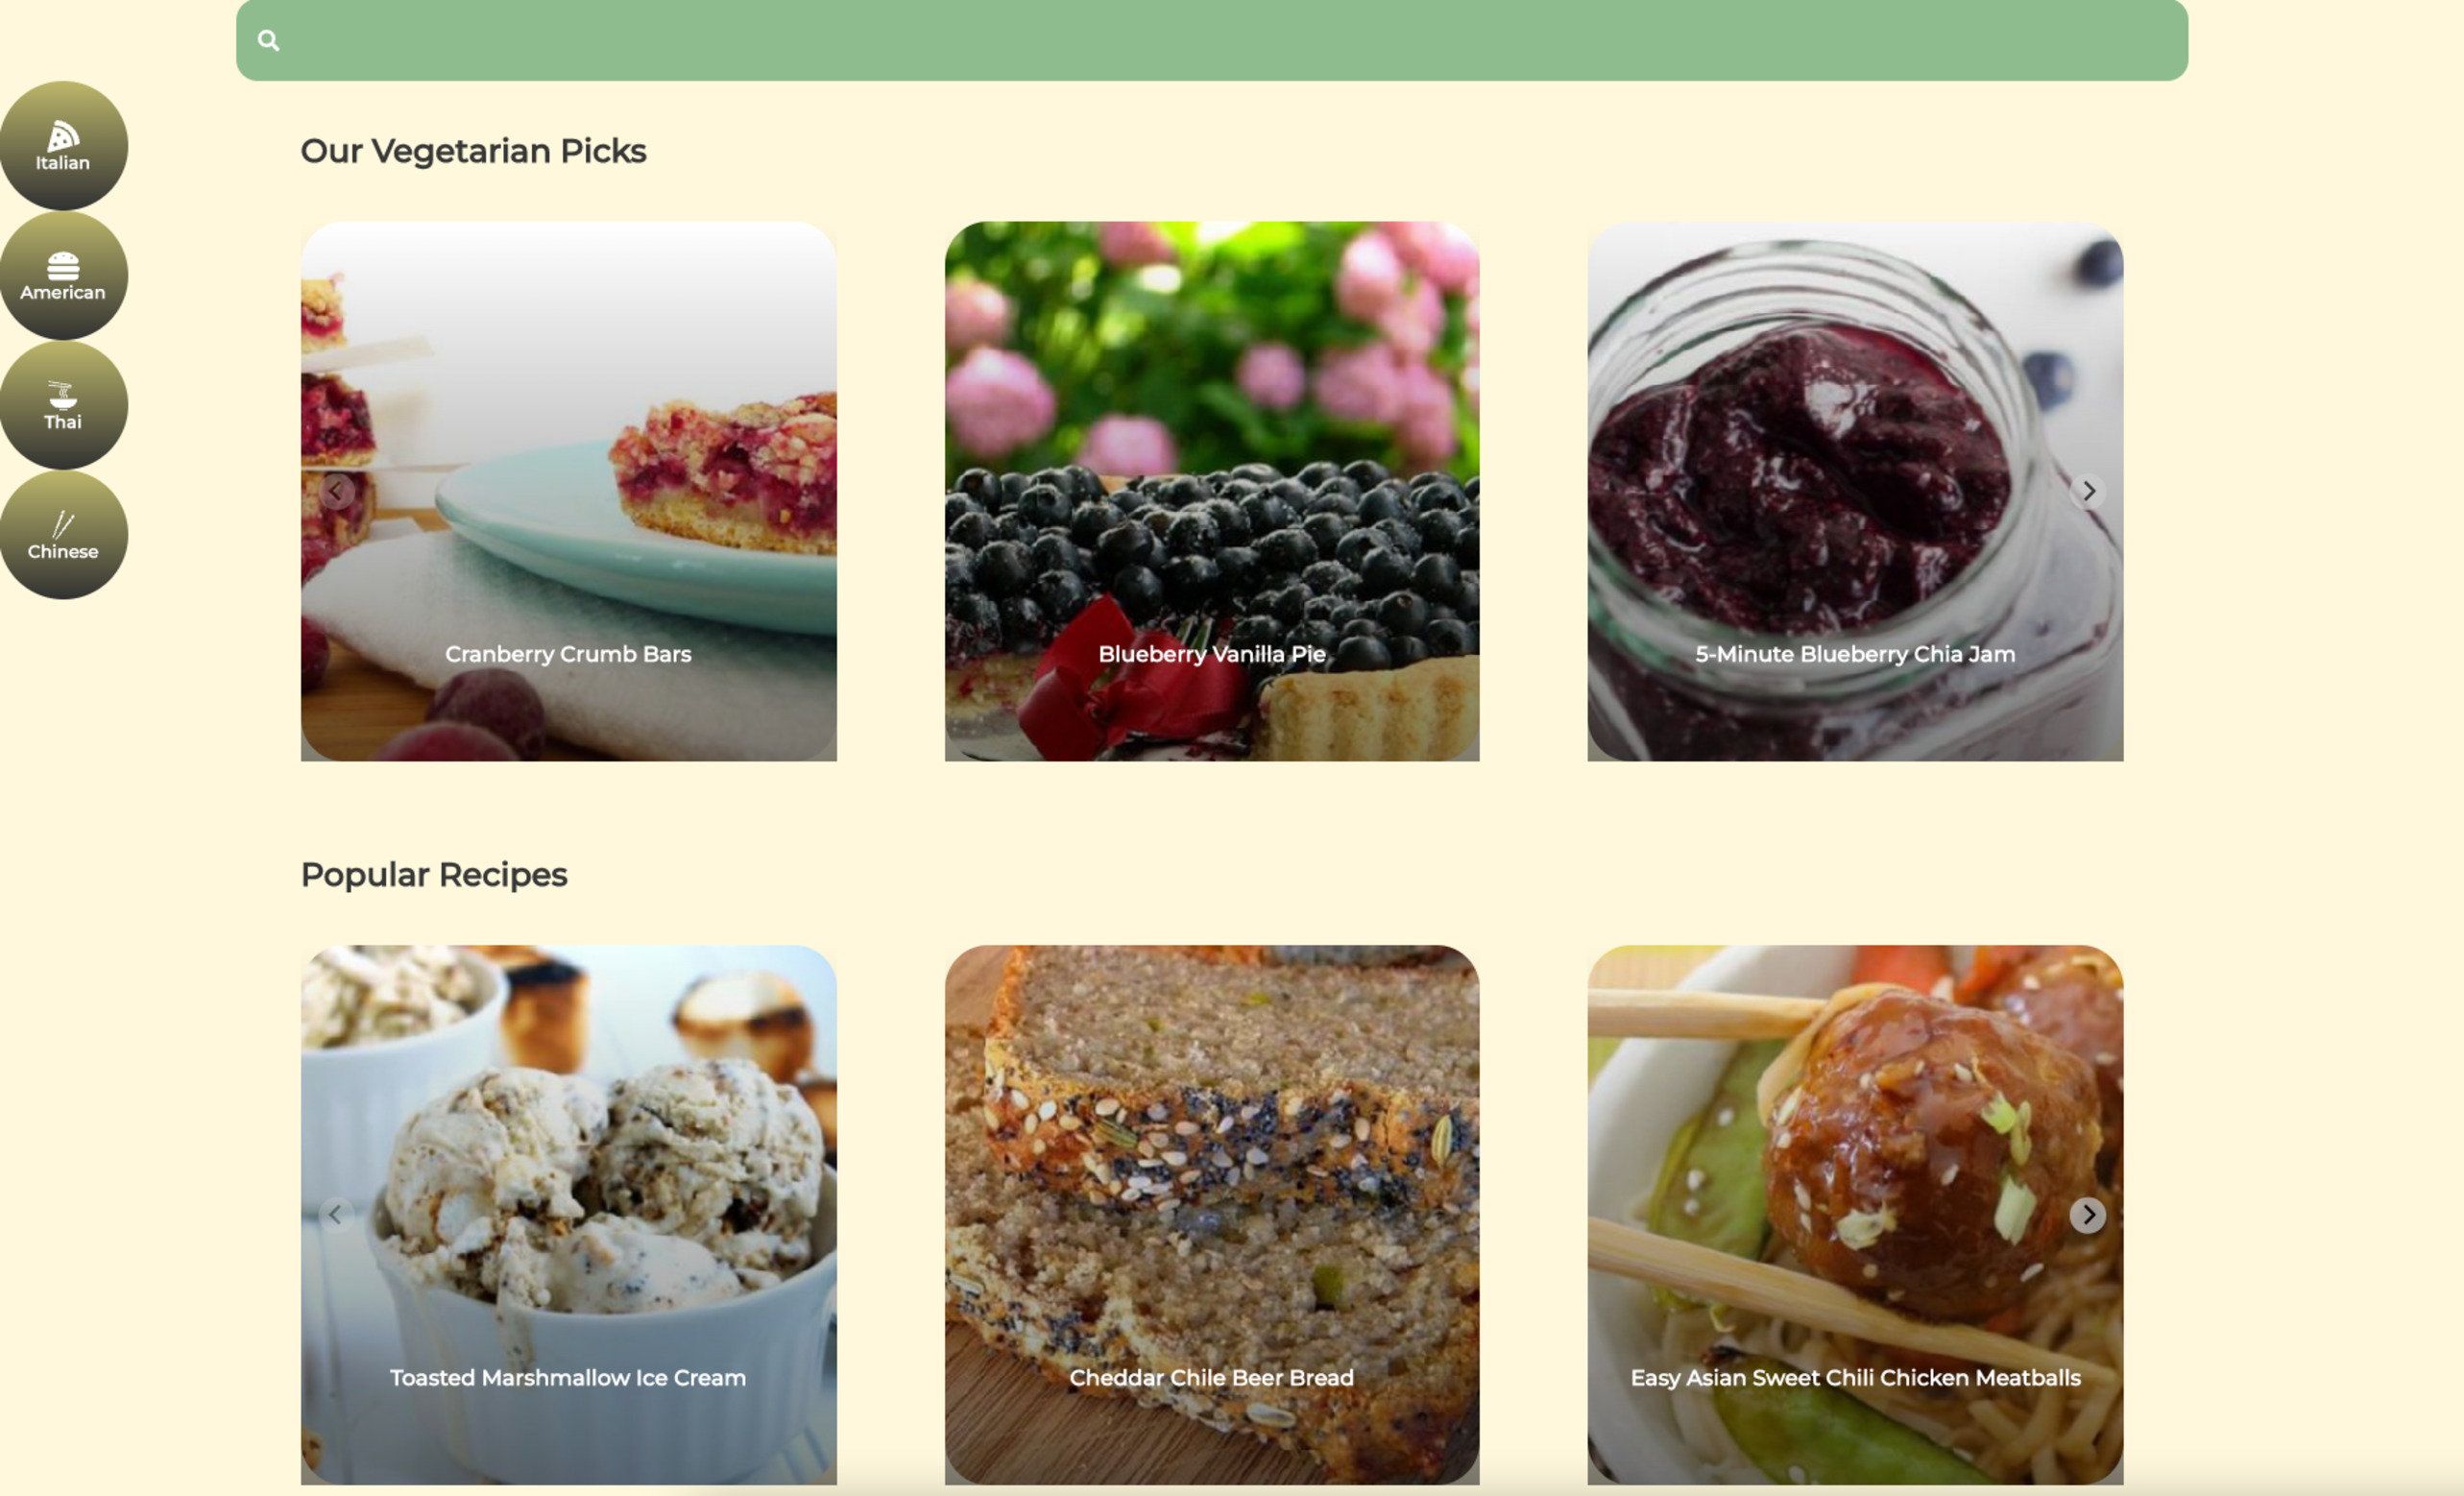 Italian
American
Thai
Chinese
Our Vegetarian Picks
Cranberry Crumb Bars
Blueberry Vanilla Pie
5-Minute Blueberry Chia Jam
Popular Recipes
Toasted Marshmallow Ice Cream
Cheddar Chile Beer Bread
Easy Asian Sweet Chili Chicken Meatballs